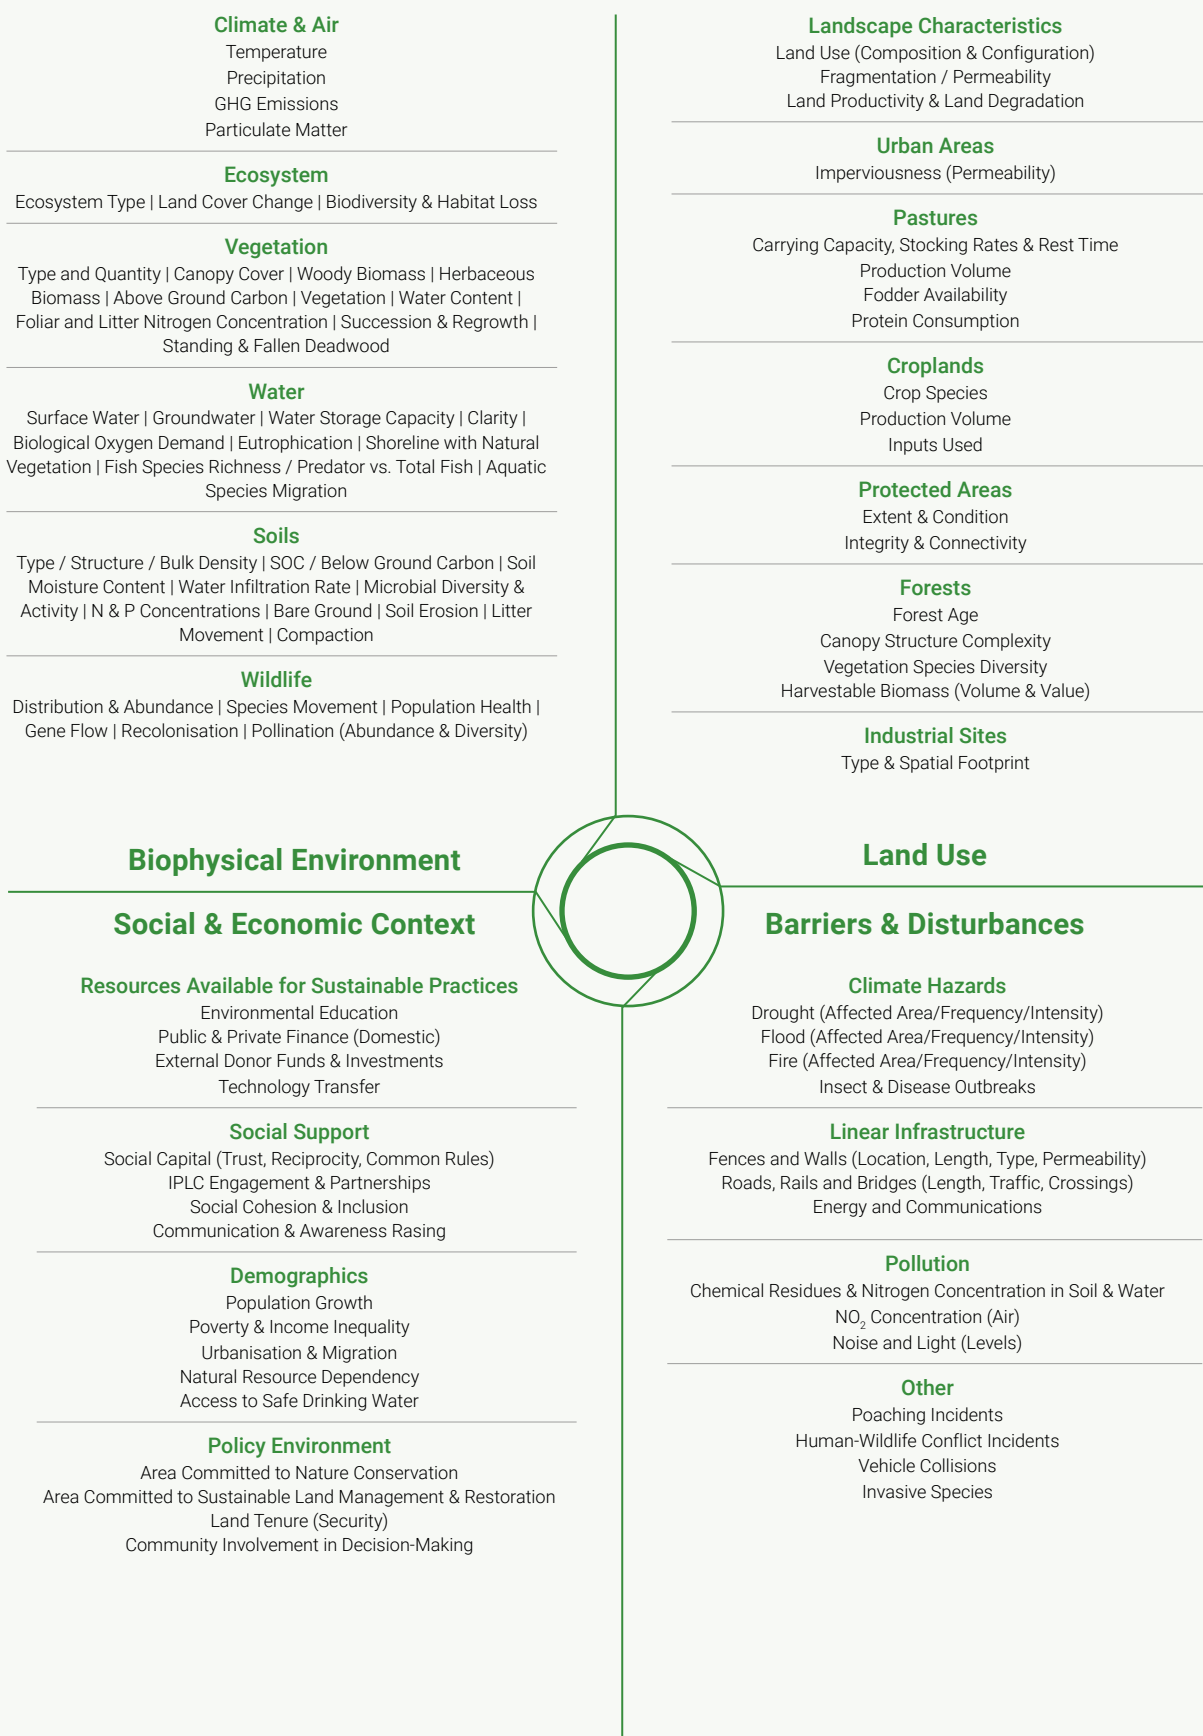 Climate & Air
Temperature
Precipitation
GHG Emissions
Particulate Matter
Ecosystem
Ecosystem Type | Land Cover Change | Biodiversity & Habitat Loss
Vegetation
Type and Quantity | Canopy Cover | Woody Biomass | Herbaceous
Biomass | Above Ground Carbon | Vegetation | Water Content |
Foliar and Litter Nitrogen Concentration | Succession & Regrowth |
Standing & Fallen Deadwood
Water
Surface Water | Groundwater | Water Storage Capacity | Clarity |
Biological Oxygen Demand | Eutrophication | Shoreline with Natural
Vegetation | Fish Species Richness / Predator vs. Total Fish | Aquatic
Species Migration
Soils
Type / Structure / Bulk Density | SOC / Below Ground Carbon | Soil
Moisture Content | Water Infiltration Rate | Microbial Diversity &
Activity | N & P Concentrations | Bare Ground | Soil Erosion | Litter
Movement | Compaction
Wildlife
Distribution & Abundance | Species Movement | Population Health |
Gene Flow | Recolonisation | Pollination (Abundance & Diversity)
Biophysical Environment
Landscape Characteristics
Land Use (Composition & Configuration)
Fragmentation / Permeability
Land Productivity & Land Degradation
Urban Areas
Imperviousness (Permeability)
Pastures
Carrying Capacity, Stocking Rates & Rest Time
Production Volume
Fodder Availability
Protein Consumption
Croplands
Crop Species
Production Volume
Inputs Used
Protected Areas
Extent & Condition
Integrity & Connectivity
Forests
Forest Age
Canopy Structure Complexity
Vegetation Species Diversity
Harvestable Biomass (Volume & Value)
Industrial Sites
Type & Spatial Footprint
Land Use
Social & Economic Context
Resources Available for Sustainable Practices
Environmental Education
Public & Private Finance (Domestic)
External Donor Funds & Investments
Technology Transfer
Social Support
Social Capital (Trust, Reciprocity, Common Rules)
IPLC Engagement & Partnerships
Social Cohesion & Inclusion
Communication & Awareness Rasing
Demographics
Population Growth
Poverty & Income Inequality
Urbanisation & Migration
Natural Resource Dependency
Access to Safe Drinking Water
Policy Environment
Area Committed to Nature Conservation
Area Committed to Sustainable Land Management & Restoration
Land Tenure (Security)
Community Involvement in Decision-Making
Barriers & Disturbances
Climate Hazards
Drought (Affected Area/Frequency/Intensity)
Flood (Affected Area/Frequency/Intensity)
Fire (Affected Area/Frequency/Intensity)
Insect & Disease Outbreaks
Linear Infrastructure
Fences and Walls (Location, Length, Type, Permeability)
Roads, Rails and Bridges (Length, Traffic, Crossings)
Energy and Communications
Pollution
Chemical Residues & Nitrogen Concentration in Soil & Water
NO₂ Concentration (Air)
Noise and Light (Levels)
Other
Poaching Incidents
Human-Wildlife Conflict Incidents
Vehicle Collisions
Invasive Species